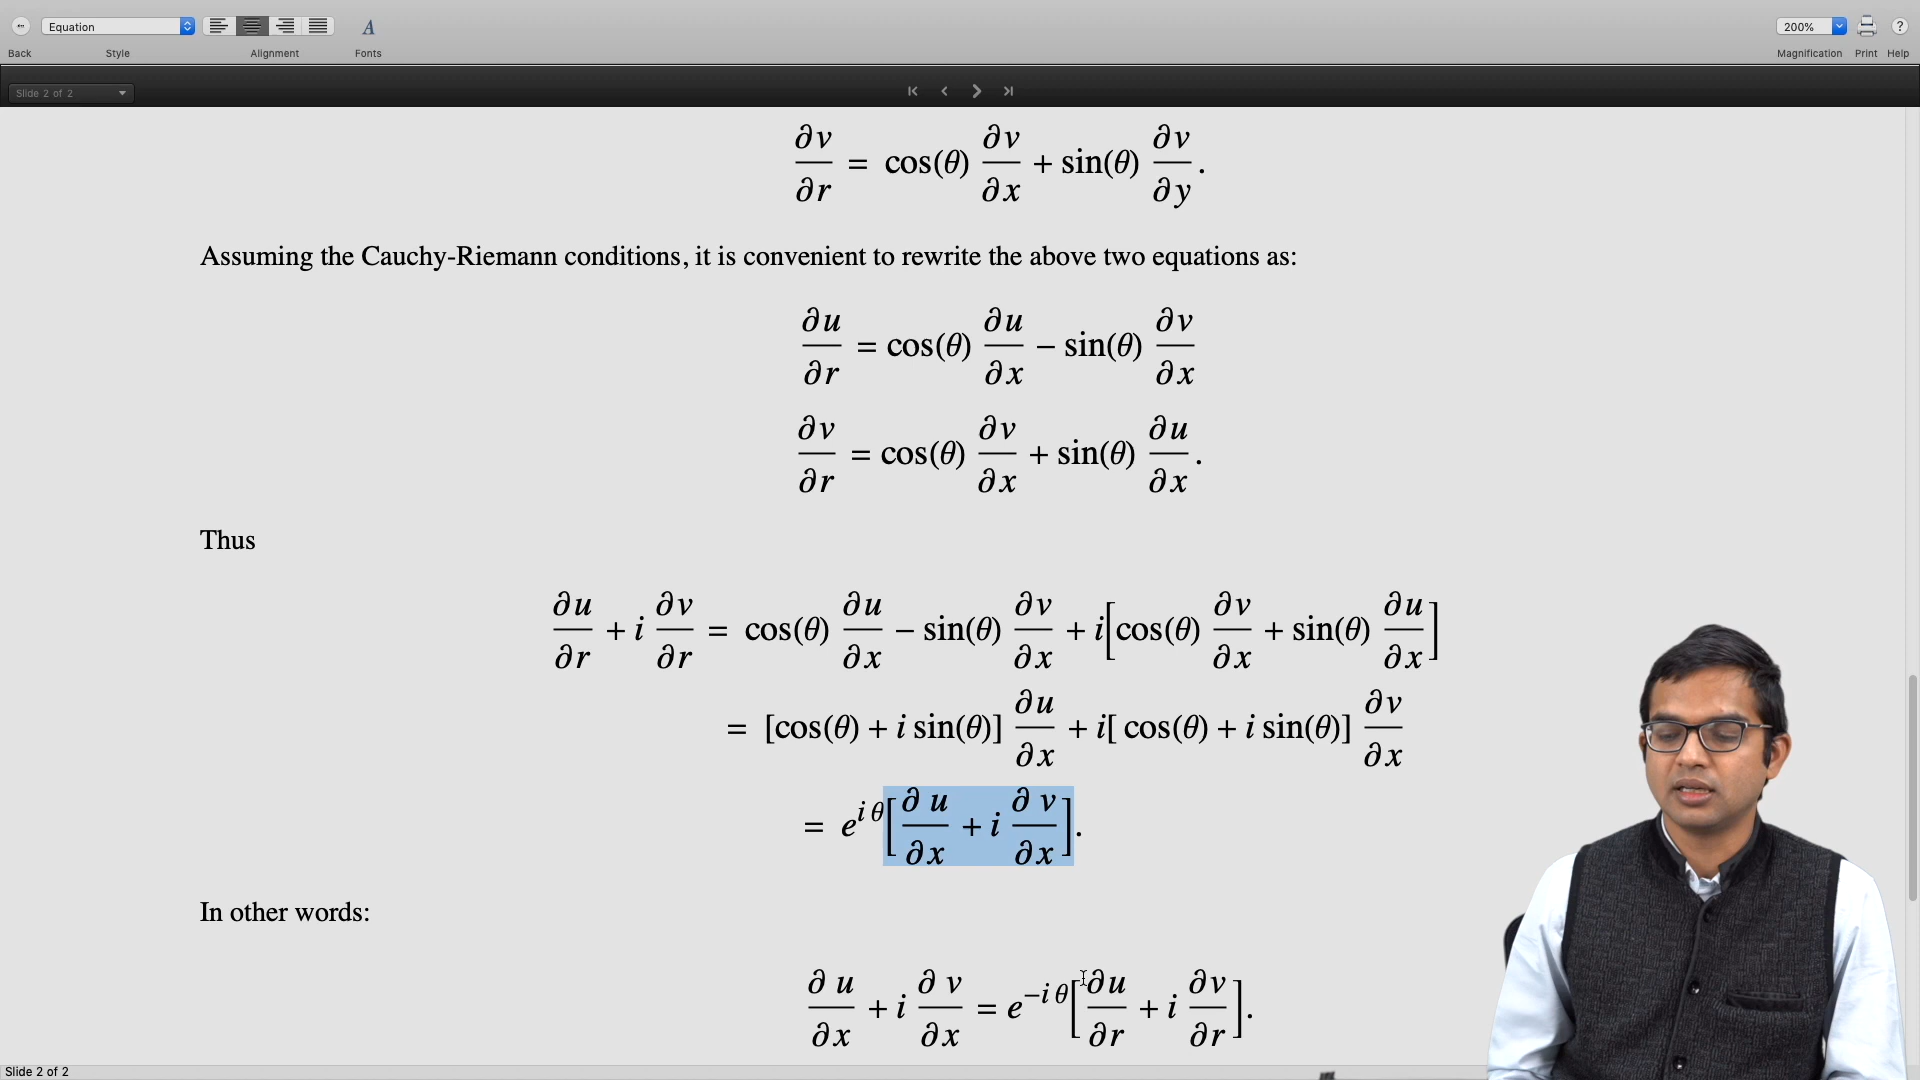 Equation
200%
Back Style Alignment Fonts Magnification Print Help
Slide 2 of 2
∂v/∂r = cos(θ) ∂v/∂x + sin(θ) ∂v/∂y.
Assuming the Cauchy-Riemann conditions, it is convenient to rewrite the above two equations as:
∂u/∂r = cos(θ) ∂u/∂x − sin(θ) ∂v/∂x
∂v/∂r = cos(θ) ∂v/∂x + sin(θ) ∂u/∂x.
Thus
∂u/∂r + i ∂v/∂r = cos(θ) ∂u/∂x − sin(θ) ∂v/∂x + i[cos(θ) ∂v/∂x + sin(θ) ∂u/∂x]
= [cos(θ) + i sin(θ)] ∂u/∂x + i[ cos(θ) + i sin(θ)] ∂v/∂x
= e^{i θ}[∂ u/∂x + i ∂ v/∂x].
In other words:
∂ u/∂x + i ∂ v/∂x = e^{−i θ}[∂u/∂r + i ∂v/∂r].
Slide 2 of 2